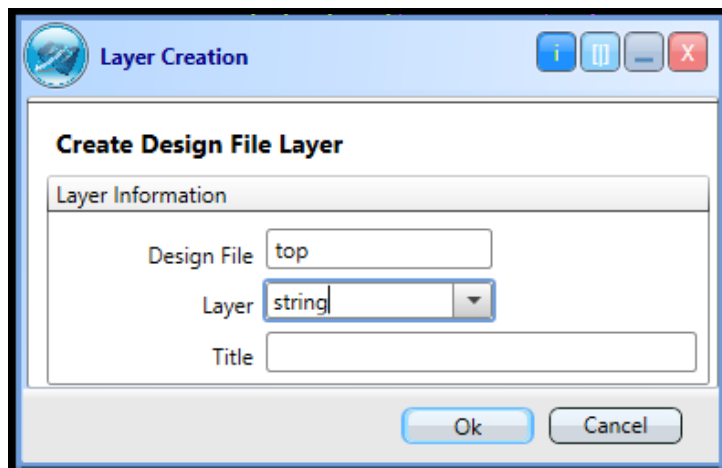 Layer Creation
i
X
Create Design File Layer
Layer Information
Design File top
Layer string
Title
Ok Cancel